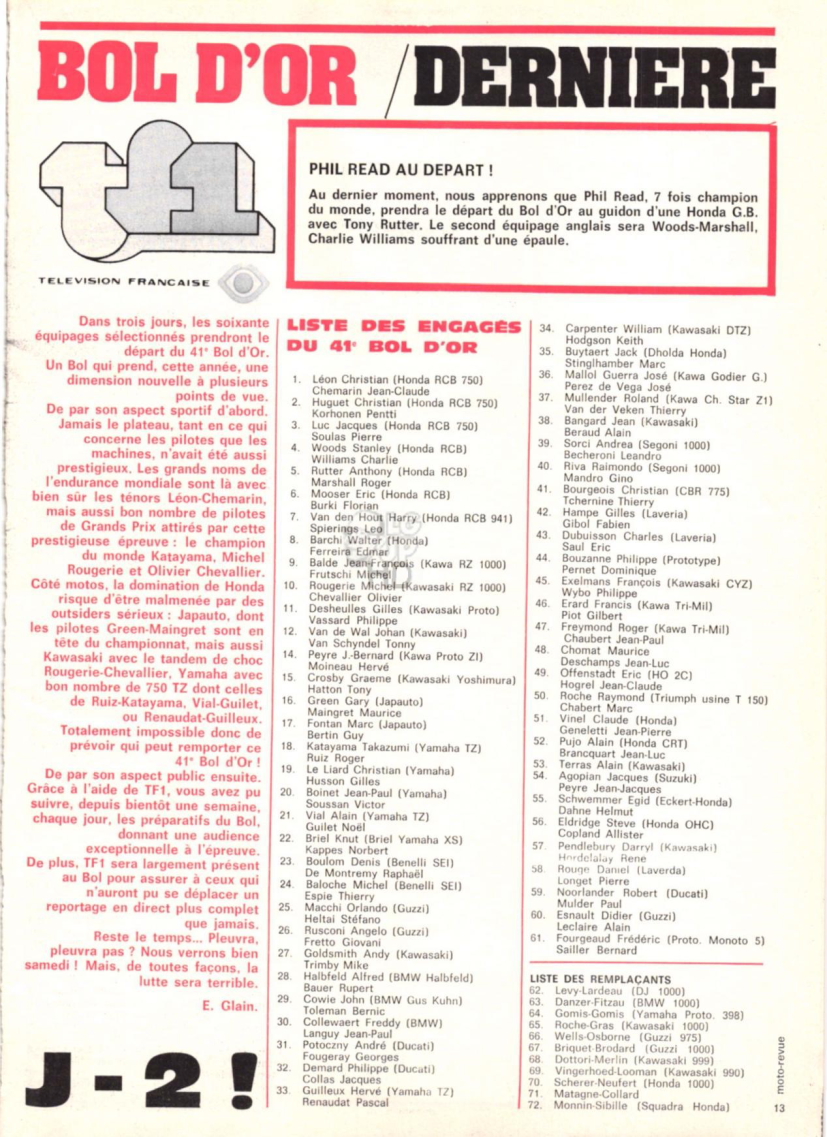 BOL D'OR / DERNIERE
tf1
TELEVISION FRANCAISE
PHIL READ AU DEPART !
Au dernier moment, nous apprenons que Phil Read, 7 fois champion
du monde, prendra le départ du Bol d'Or au guidon d'une Honda G.B.
avec Tony Rutter. Le second équipage anglais sera Woods-Marshall,
Charlie Williams souffrant d'une épaule.
Dans trois jours, les soixante
équipages sélectionnés prendront le
départ du 41e Bol d'Or.
Un Bol qui prend, cette année, une
dimension nouvelle à plusieurs
points de vue.
De par son aspect sportif d'abord.
Jamais le plateau, tant en ce qui
concerne les pilotes que les
machines, n'avait été aussi
prestigieux. Les grands noms de
l'endurance mondiale sont là avec
bien sûr les ténors Léon-Chemarin,
mais aussi bon nombre de pilotes
de Grands Prix attirés par cette
prestigieuse épreuve : le champion
du monde Katayama, Michel
Rougerie et Olivier Chevallier.
Côté motos, la domination de Honda
risque d'être malmenée par des
outsiders sérieux : Japauto, dont
les pilotes Green-Maingret sont en
tête du championnat, mais aussi
Kawasaki avec le tandem de choc
Rougerie-Chevallier, Yamaha avec
bon nombre de 750 TZ dont celles
de Ruiz-Katayama, Vial-Guilet,
ou Renaudat-Guilleux.
Totalement impossible donc de
prévoir qui peut remporter ce
41e Bol d'Or !
De par son aspect public ensuite.
Grâce à l'aide de TF1, vous avez pu
suivre, depuis bientôt une semaine,
chaque jour, les préparatifs du Bol,
donnant une audience
exceptionnelle à l'épreuve.
De plus, TF1 sera largement présent
au Bol pour assurer à ceux qui
n'auront pu se déplacer un
reportage en direct plus complet
que jamais.
Reste le temps... Pleuvra,
pleuvra pas ? Nous verrons bien
samedi ! Mais, de toutes façons, la
lutte sera terrible.
E. Glain.
J-2 !
LISTE DES ENGAGÉS
DU 41e BOL D'OR
1. Léon Christian (Honda RCB 750)
Chemarin Jean-Claude
2. Huguet Christian (Honda RCB 750)
Korhonen Pentti
3. Luc Jacques (Honda RCB 750)
Soulas Pierre
4. Woods Stanley (Honda RCB)
Williams Charlie
5. Rutter Anthony (Honda RCB)
Marshall Roger
6. Mooser Eric (Honda RCB)
Burki Florian
7. Van den Hout Harry (Honda RCB 941)
Spierings Leo
8. Barchi Walter (Honda)
Ferreira Edmar
9. Balde Jean-François (Kawa RZ 1000)
Frutschi Michel
10. Rougerie Michel (Kawasaki RZ 1000)
Chevallier Olivier
11. Desheulles Gilles (Kawasaki Proto)
Vassard Philippe
12. Van de Wal Johan (Kawasaki)
Van Schyndel Tonny
14. Peyre J.-Bernard (Kawa Proto ZI)
Moineau Hervé
15. Crosby Graeme (Kawasaki Yoshimura)
Hatton Tony
16. Green Gary (Japauto)
Maingret Maurice
17. Fontan Marc (Japauto)
Bertin Guy
18. Katayama Takazumi (Yamaha TZ)
Ruiz Roger
19. Le Liard Christian (Yamaha)
Husson Gilles
20. Boinet Jean-Paul (Yamaha)
Soussan Victor
21. Vial Alain (Yamaha TZ)
Guilet Noël
22. Briel Knut (Briel Yamaha XS)
Kappes Norbert
23. Boulom Denis (Benelli SEI)
De Montremy Raphaël
24. Baloche Michel (Benelli SEI)
Espie Thierry
25. Macchi Orlando (Guzzi)
Heltai Stéfano
26. Rusconi Angelo (Guzzi)
Fretto Giovani
27. Goldsmith Andy (Kawasaki)
Trimby Mike
28. Halbfeld Alfred (BMW Halbfeld)
Bauer Rupert
29. Cowie John (BMW Gus Kuhn)
Toleman Bernic
30. Collewaert Freddy (BMW)
Languy Jean-Paul
31. Potoczny André (Ducati)
Fougeray Georges
32. Demard Philippe (Ducati)
Collas Jacques
33. Guilleux Hervé (Yamaha TZ)
Renaudat Pascal
34. Carpenter William (Kawasaki DTZ)
Hodgson Keith
35. Buytaert Jack (Dholda Honda)
Stinglhamber Marc
36. Mallol Guerra José (Kawa Godier G.)
Perez de Vega José
37. Mullender Roland (Kawa Ch. Star Z1)
Van der Veken Thierry
38. Bangard Jean (Kawasaki)
Beraud Alain
39. Sorci Andrea (Segoni 1000)
Becheroni Leandro
40. Riva Raimondo (Segoni 1000)
Mandro Gino
41. Bourgeois Christian (CBR 775)
Tchernine Thierry
42. Hampe Gilles (Laveria)
Gibol Fabien
43. Dubuisson Charles (Laveria)
Saul Eric
44. Bouzanne Philippe (Prototype)
Pernet Dominique
45. Exelmans François (Kawasaki CYZ)
Wybo Philippe
46. Erard Francis (Kawa Tri-Mil)
Piot Gilbert
47. Freymond Roger (Kawa Tri-Mil)
Chaubert Jean-Paul
48. Chomat Maurice
Deschamps Jean-Luc
49. Offenstadt Eric (HO 2C)
Hogrel Jean-Claude
50. Roche Raymond (Triumph usine T 150)
Chabert Marc
51. Vinel Claude (Honda)
Geneletti Jean-Pierre
52. Pujo Alain (Honda CRT)
Brancquart Jean-Luc
53. Terras Alain (Kawasaki)
54. Agopian Jacques (Suzuki)
Peyre Jean-Jacques
55. Schwemmer Egid (Eckert-Honda)
Dahne Helmut
56. Eldridge Steve (Honda OHC)
Copland Allister
57. Pendlebury Darryl (Kawasaki)
Hordelalay Rene
58. Rouge Daniel (Laverda)
Longet Pierre
59. Noorlander Robert (Ducati)
Mulder Paul
60. Esnault Didier (Guzzi)
Leclaire Alain
61. Fourgeaud Frédéric (Proto. Monoto 5)
Sailler Bernard
LISTE DES REMPLAÇANTS
62. Levy-Lardeau (DJ 1000)
63. Danzer-Fitzau (BMW 1000)
64. Gomis-Gomis (Yamaha Proto. 398)
65. Roche-Gras (Kawasaki 1000)
66. Wells-Osborne (Guzzi 975)
67. Briquet-Brodard (Guzzi 1000)
68. Dottori-Merlin (Kawasaki 999)
69. Vingerhoed-Looman (Kawasaki 990)
70. Scherer-Neufert (Honda 1000)
71. Matagne-Collard
72. Monnin-Sibille (Squadra Honda)
moto-revue
13